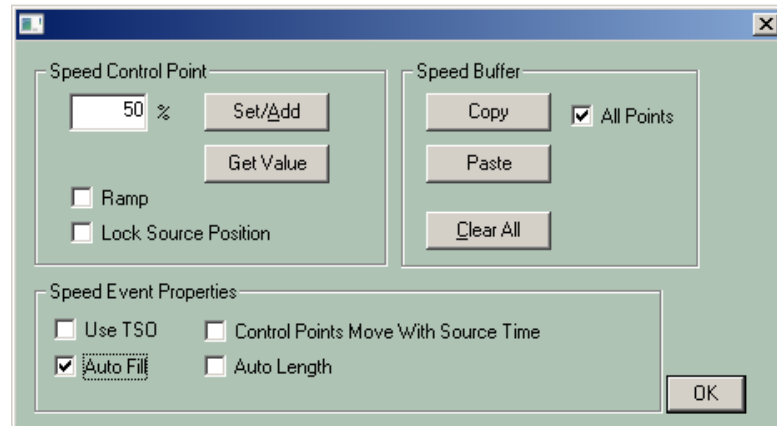 Speed Control Point
50 % Set/Add
Get Value
Ramp
Lock Source Position
Speed Buffer
Copy All Points
Paste
Clear All
Speed Event Properties
Use TSO Control Points Move With Source Time
Auto Fill Auto Length
OK